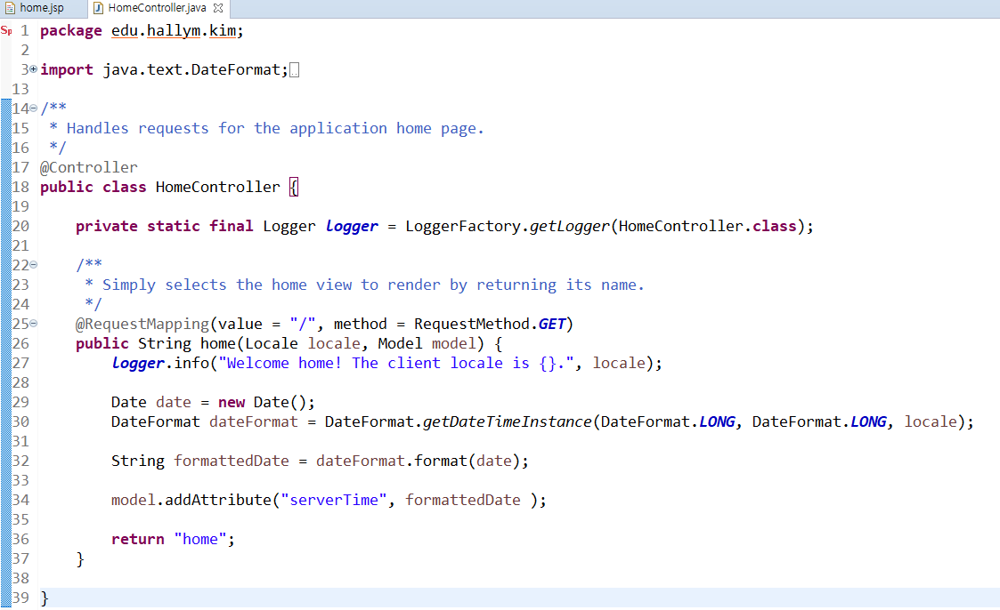 home.jsp
HomeController.java
1 package edu.hallym.kim;
2
3 import java.text.DateFormat;
13
14 /**
15 * Handles requests for the application home page.
16 */
17 @Controller
18 public class HomeController {
19
20 private static final Logger logger = LoggerFactory.getLogger(HomeController.class);
21
22 /**
23 * Simply selects the home view to render by returning its name.
24 */
25 @RequestMapping(value = "/", method = RequestMethod.GET)
26 public String home(Locale locale, Model model) {
27 logger.info("Welcome home! The client locale is {}.", locale);
28
29 Date date = new Date();
30 DateFormat dateFormat = DateFormat.getDateTimeInstance(DateFormat.LONG, DateFormat.LONG, locale);
31
32 String formattedDate = dateFormat.format(date);
33
34 model.addAttribute("serverTime", formattedDate );
35
36 return "home";
37 }
38
39 }